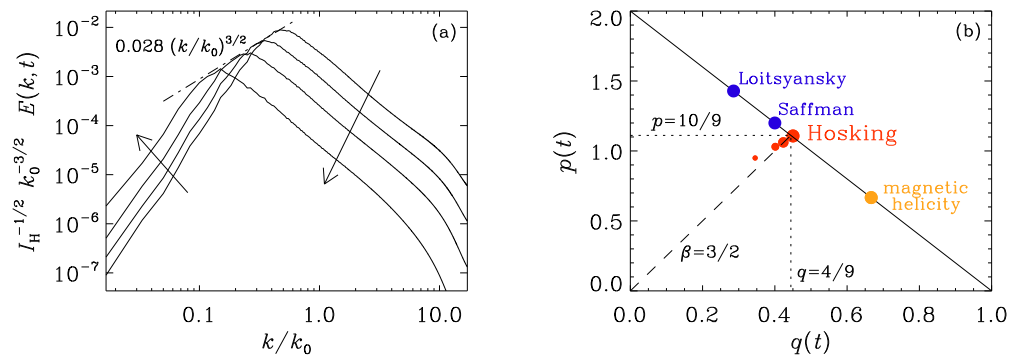 (a)
0.028 (k/k₀)^3/2
I_H^−1/2 k₀^−3/2 E(k,t)
10⁻²
10⁻³
10⁻⁴
10⁻⁵
10⁻⁶
10⁻⁷
0.1 1.0 10.0
k/k₀
(b)
p(t)
2.0
1.5
1.0
0.5
0.0
Loitsyansky
Saffman
p=10/9
Hosking
magnetic
helicity
β=3/2
q=4/9
0.0 0.2 0.4 0.6 0.8 1.0
q(t)